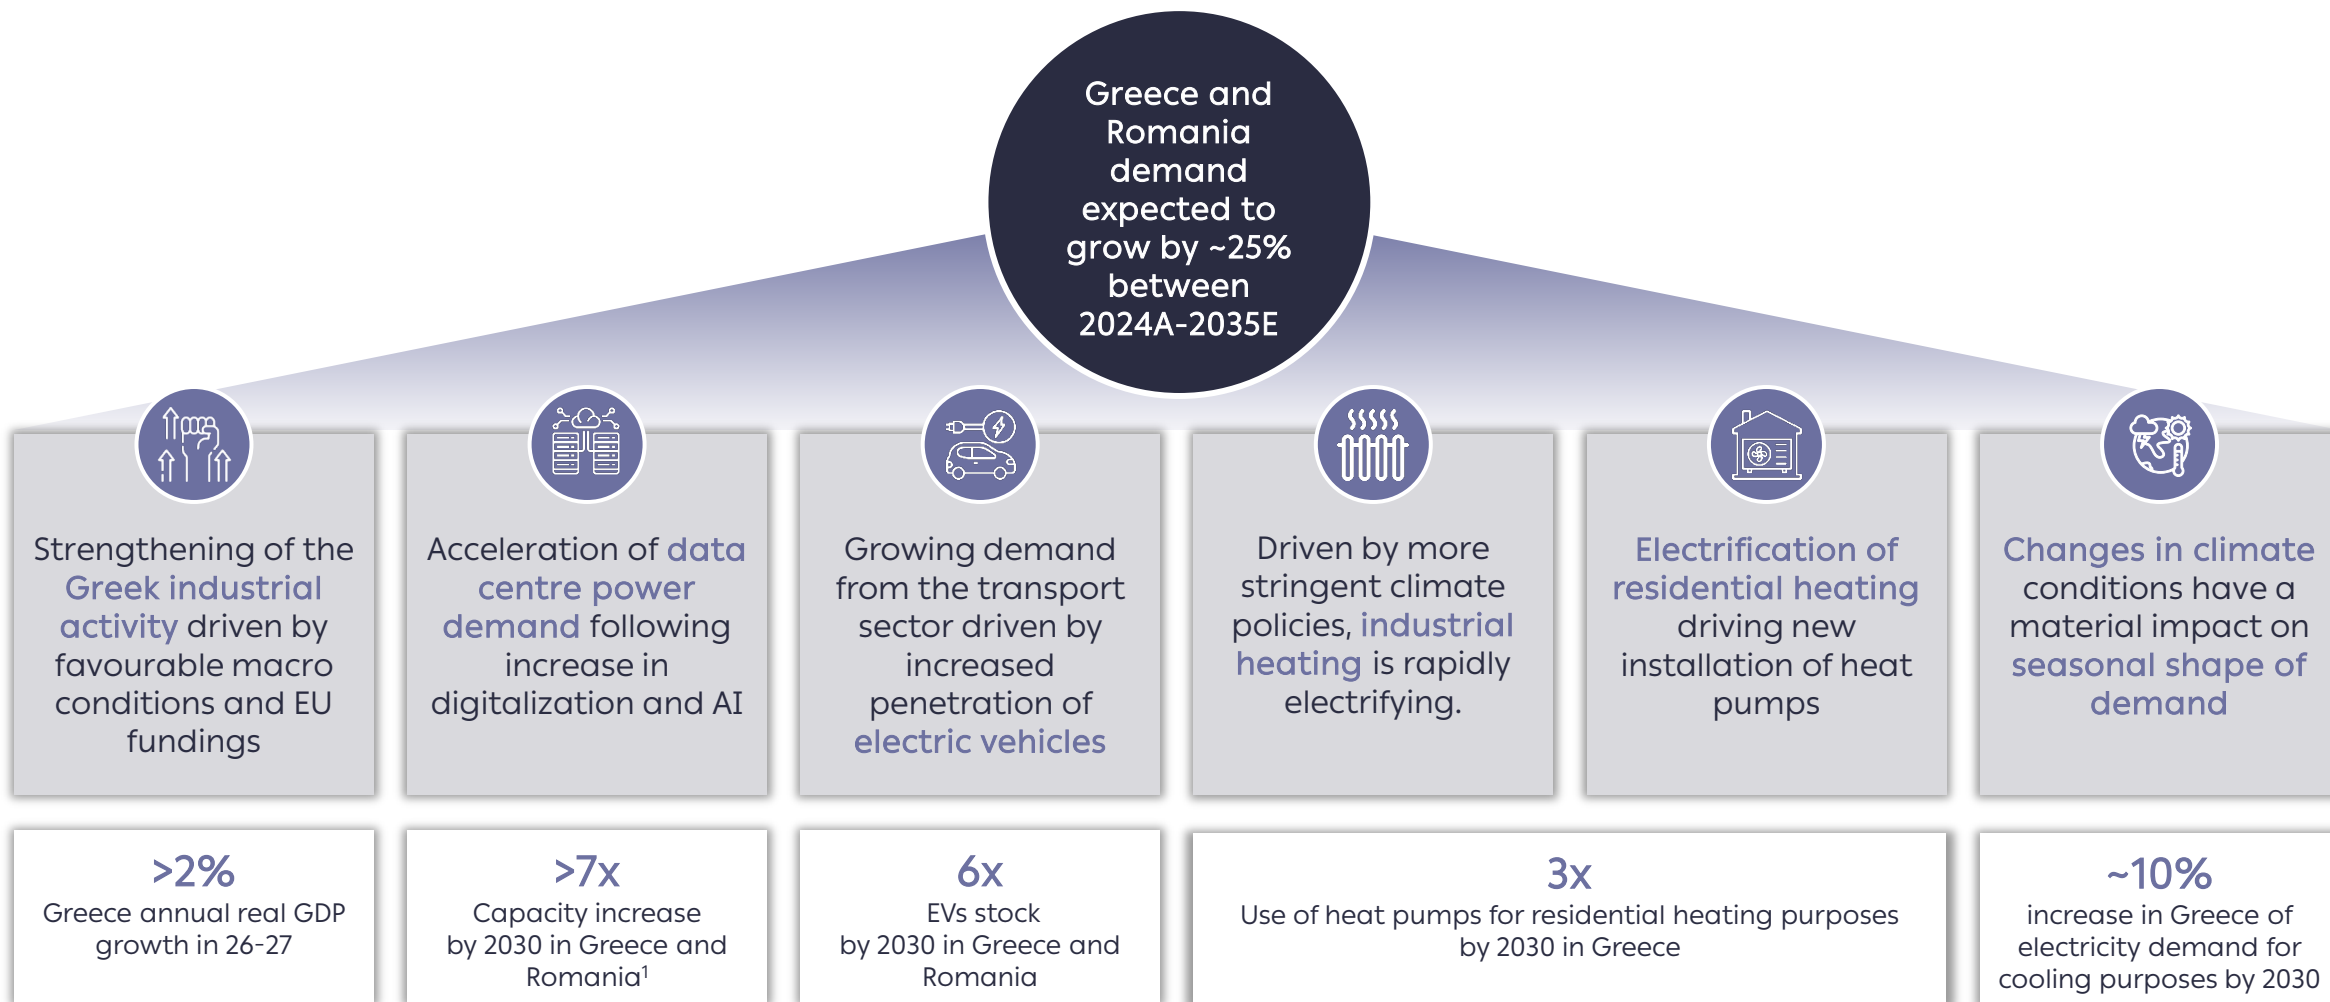 Greece and
Romania
demand
expected to
grow by ~25%
between
2024A-2035E
Strengthening of the
Greek industrial
activity driven by
favourable macro
conditions and EU
fundings
Acceleration of data
centre power
demand following
increase in
digitalization and AI
Growing demand
from the transport
sector driven by
increased
penetration of
electric vehicles
Driven by more
stringent climate
policies, industrial
heating is rapidly
electrifying.
Electrification of
residential heating
driving new
installation of heat
pumps
Changes in climate
conditions have a
material impact on
seasonal shape of
demand
>2%
Greece annual real GDP
growth in 26-27
>7x
Capacity increase
by 2030 in Greece and
Romania¹
6x
EVs stock
by 2030 in Greece and
Romania
3x
Use of heat pumps for residential heating purposes
by 2030 in Greece
~10%
increase in Greece of
electricity demand for
cooling purposes by 2030